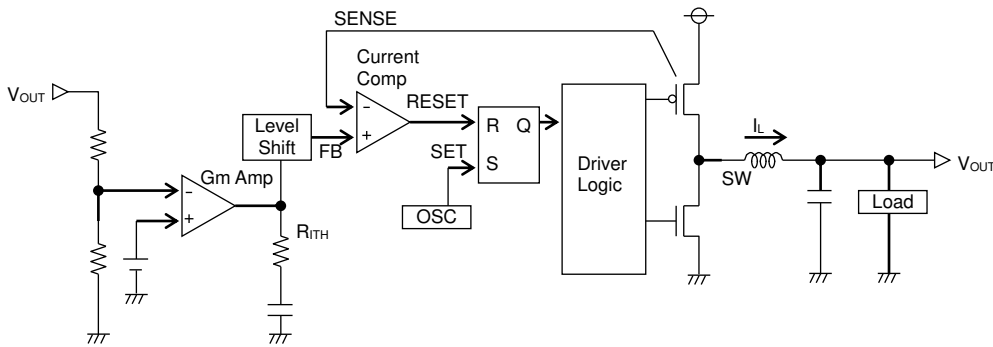 SENSE
Current
Comp
VOUT
-
+
RESET
Level
Shift
FB
R Q
S
SET
OSC
Driver
Logic
IL
SW
VOUT
Load
Gm Amp
-
+
RITH